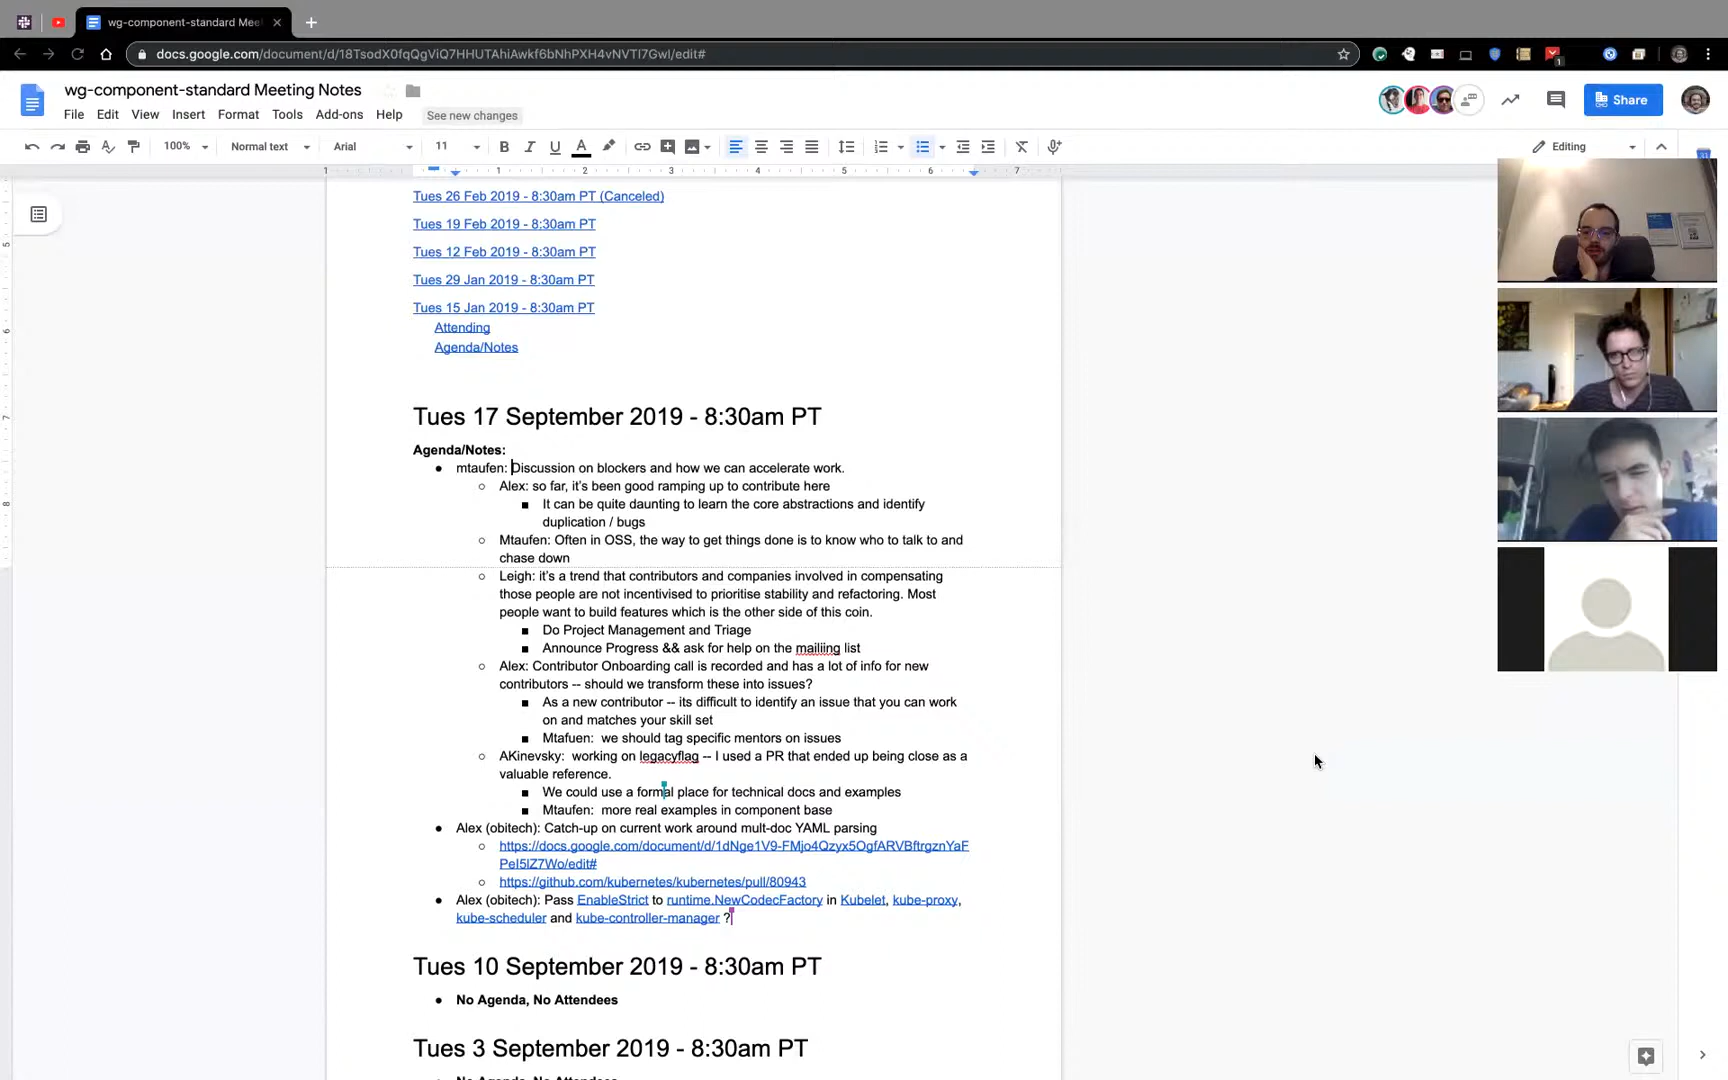 wg-component-standard Mee
docs.google.com/document/d/18TsodX0fqQgViQ7HHUTAhiAwkf6bNhPXH4vNVTI7GwI/edit#
1
wg-component-standard Meeting Notes
File Edit View Insert Format Tools Add-ons Help See new changes
Share
100% Normal text Arial 11 B I U A Editing
1 1 2 3 4 5 6 7
Tues 26 Feb 2019 - 8:30am PT (Canceled)
Tues 19 Feb 2019 - 8:30am PT
Tues 12 Feb 2019 - 8:30am PT
Tues 29 Jan 2019 - 8:30am PT
Tues 15 Jan 2019 - 8:30am PT
Attending
Agenda/Notes
Tues 17 September 2019 - 8:30am PT
Agenda/Notes:
● mtaufen: Discussion on blockers and how we can accelerate work.
○ Alex: so far, it's been good ramping up to contribute here
■ It can be quite daunting to learn the core abstractions and identify
duplication / bugs
○ Mtaufen: Often in OSS, the way to get things done is to know who to talk to and
chase down
○ Leigh: it's a trend that contributors and companies involved in compensating
those people are not incentivised to prioritise stability and refactoring. Most
people want to build features which is the other side of this coin.
■ Do Project Management and Triage
■ Announce Progress && ask for help on the mailiing list
○ Alex: Contributor Onboarding call is recorded and has a lot of info for new
contributors -- should we transform these into issues?
■ As a new contributor -- its difficult to identify an issue that you can work
on and matches your skill set
■ Mtafuen: we should tag specific mentors on issues
○ AKinevsky: working on legacyflag -- I used a PR that ended up being close as a
valuable reference.
■ We could use a formal place for technical docs and examples
■ Mtaufen: more real examples in component base
● Alex (obitech): Catch-up on current work around mult-doc YAML parsing
○ https://docs.google.com/document/d/1dNge1V9-FMjo4Qzyx5OgfARVBftrgznYaF
PeI5lZ7Wo/edit#
○ https://github.com/kubernetes/kubernetes/pull/80943
● Alex (obitech): Pass EnableStrict to runtime.NewCodecFactory in Kubelet, kube-proxy,
kube-scheduler and kube-controller-manager ?
Tues 10 September 2019 - 8:30am PT
● No Agenda, No Attendees
Tues 3 September 2019 - 8:30am PT
● No Agenda, No Attendees